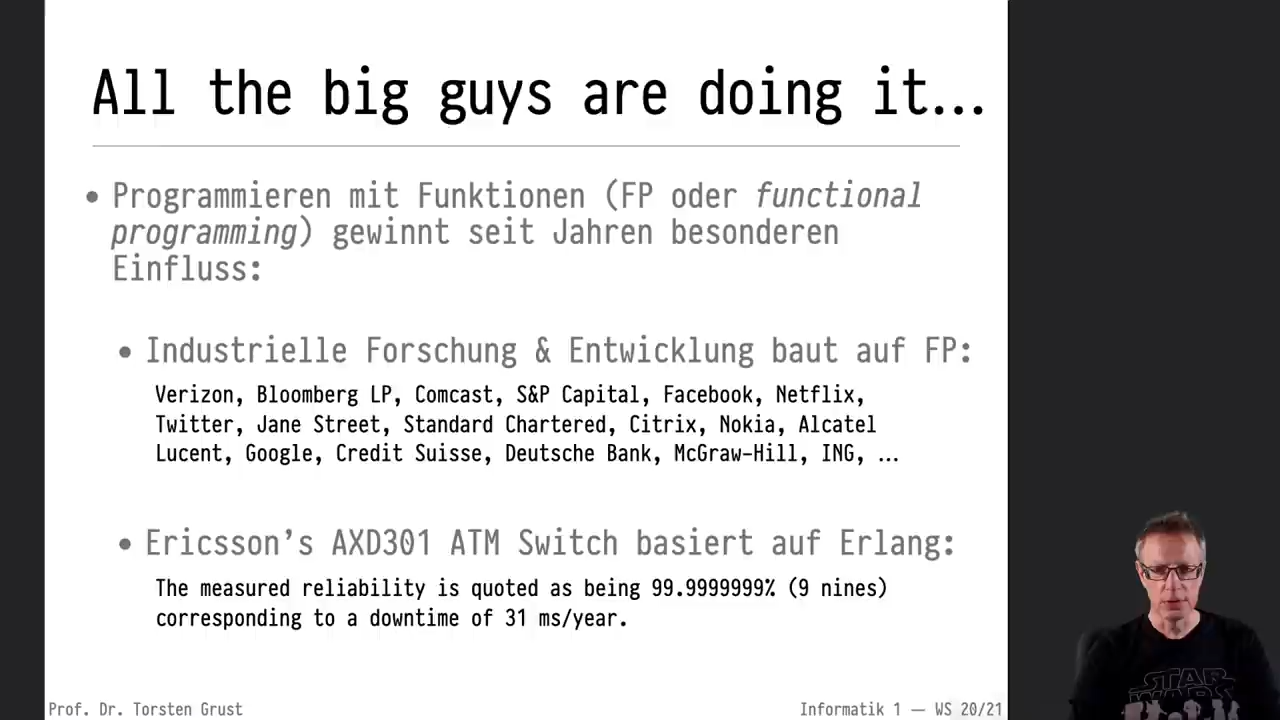 All the big guys are doing it...
• Programmieren mit Funktionen (FP oder functional
programming) gewinnt seit Jahren besonderen
Einfluss:
• Industrielle Forschung & Entwicklung baut auf FP:
Verizon, Bloomberg LP, Comcast, S&P Capital, Facebook, Netflix,
Twitter, Jane Street, Standard Chartered, Citrix, Nokia, Alcatel
Lucent, Google, Credit Suisse, Deutsche Bank, McGraw-Hill, ING, …
• Ericsson’s AXD301 ATM Switch basiert auf Erlang:
The measured reliability is quoted as being 99.9999999% (9 nines)
corresponding to a downtime of 31 ms/year.
Prof. Dr. Torsten Grust
Informatik 1 — WS 20/21
STAR
WARS